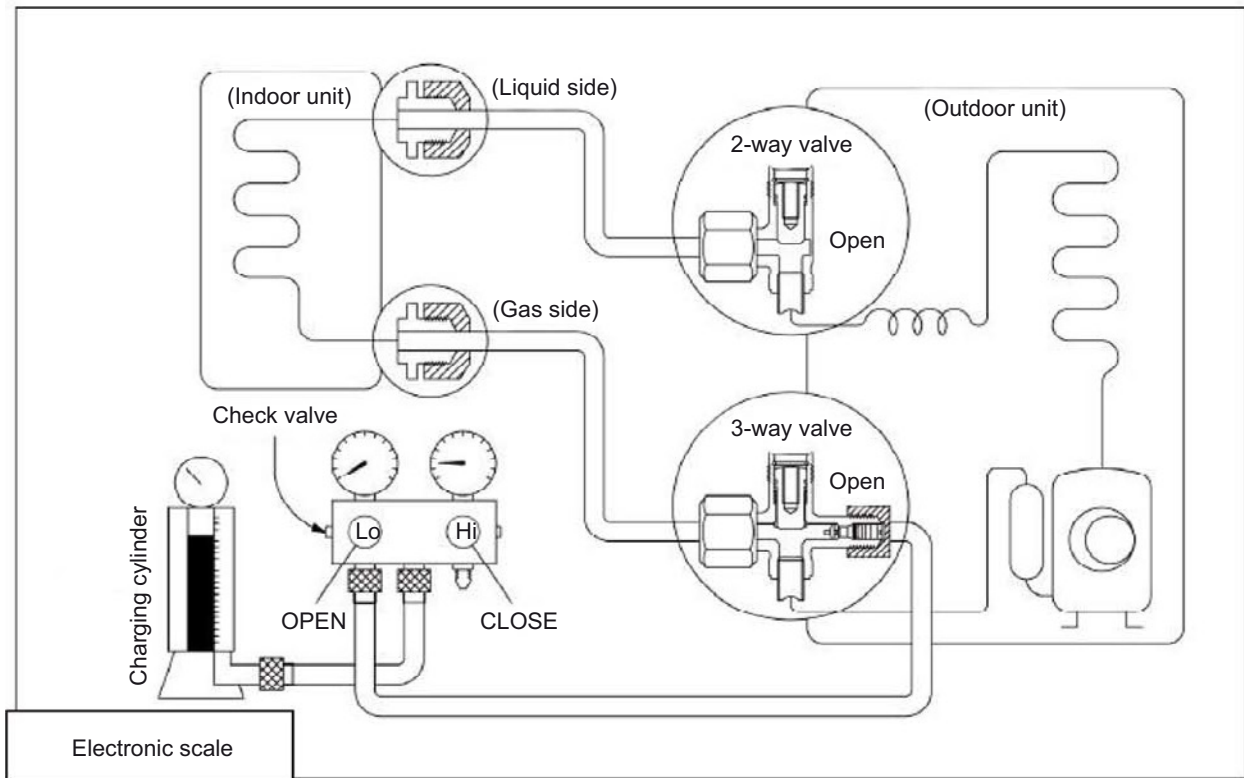 (Indoor unit)
(Liquid side)
(Outdoor unit)
2-way valve
Open
(Gas side)
Check valve
3-way valve
Open
Lo
Hi
OPEN
CLOSE
Charging cylinder
Electronic scale